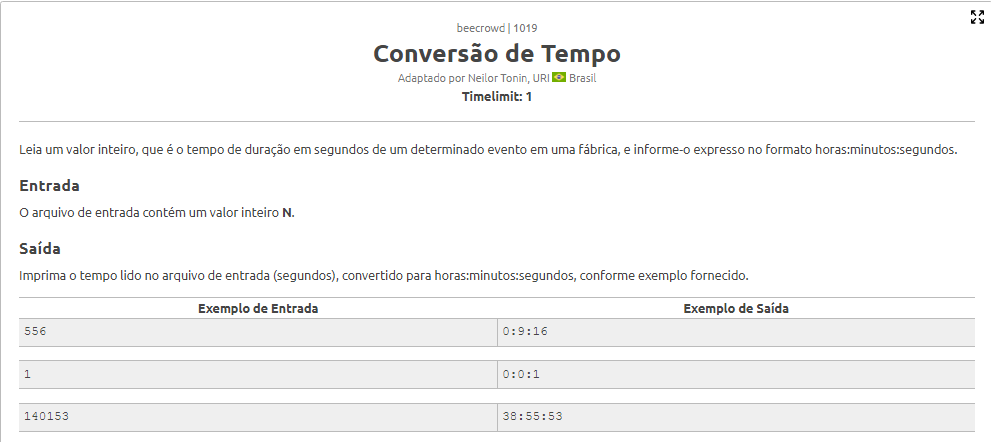 beecrowd | 1019
Conversão de Tempo
Adaptado por Neilor Tonin, URI Brasil
Timelimit: 1
Leia um valor inteiro, que é o tempo de duração em segundos de um determinado evento em uma fábrica, e informe-o expresso no formato horas:minutos:segundos.
Entrada
O arquivo de entrada contém um valor inteiro N.
Saída
Imprima o tempo lido no arquivo de entrada (segundos), convertido para horas:minutos:segundos, conforme exemplo fornecido.
Exemplo de Entrada Exemplo de Saída
556 0:9:16
1 0:0:1
140153 38:55:53